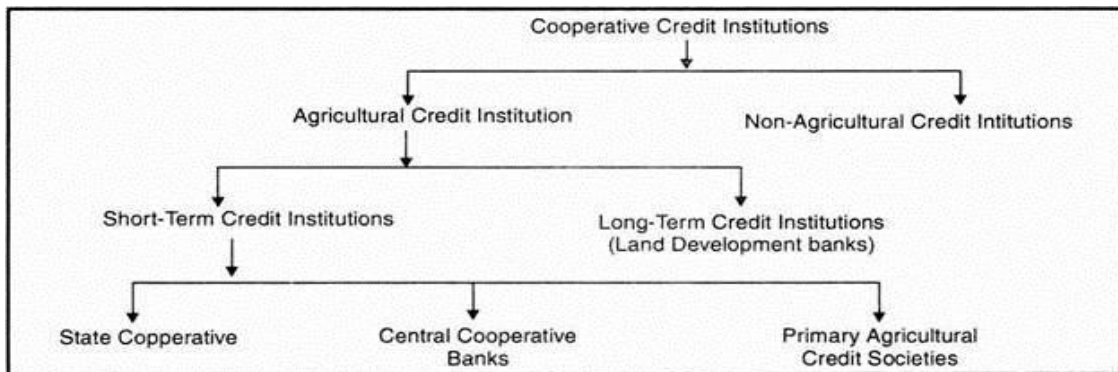 Cooperative Credit Institutions
Agricultural Credit Institution
Non-Agricultural Credit Intitutions
Short-Term Credit Institutions
Long-Term Credit Institutions
(Land Development banks)
State Copperative
Central Cooperative
Banks
Primary Agricultural
Credit Societies